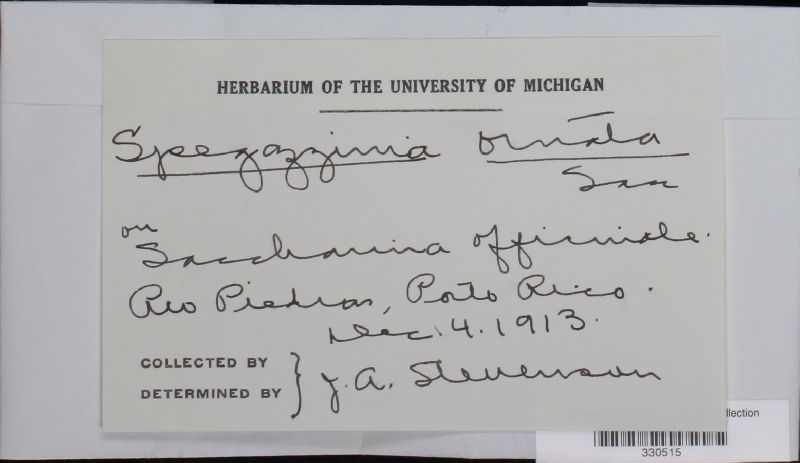 HERBARIUM OF THE UNIVERSITY OF MICHIGAN
Spegazzinia ornata
Sacc
on
Saccharina officinale.
Rio Piedras, Porto Rico.
Dec. 4. 1913.
COLLECTED BY
DETERMINED BY } J. A. Stevenson
llection
330515